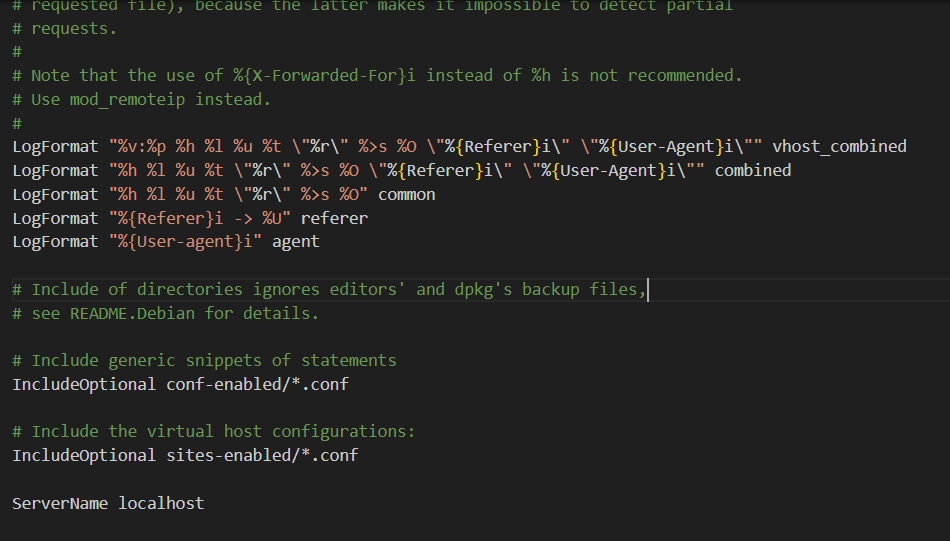 # requested file), because the latter makes it impossible to detect partial
# requests.
#
# Note that the use of %{X-Forwarded-For}i instead of %h is not recommended.
# Use mod_remoteip instead.
#
LogFormat "%v:%p %h %l %u %t \"%r\" %>s %O \"%{Referer}i\" \"%{User-Agent}i\"" vhost_combined
LogFormat "%h %l %u %t \"%r\" %>s %O \"%{Referer}i\" \"%{User-Agent}i\"" combined
LogFormat "%h %l %u %t \"%r\" %>s %O" common
LogFormat "%{Referer}i -> %U" referer
LogFormat "%{User-agent}i" agent
# Include of directories ignores editors' and dpkg's backup files,
# see README.Debian for details.
# Include generic snippets of statements
IncludeOptional conf-enabled/*.conf
# Include the virtual host configurations:
IncludeOptional sites-enabled/*.conf
ServerName localhost